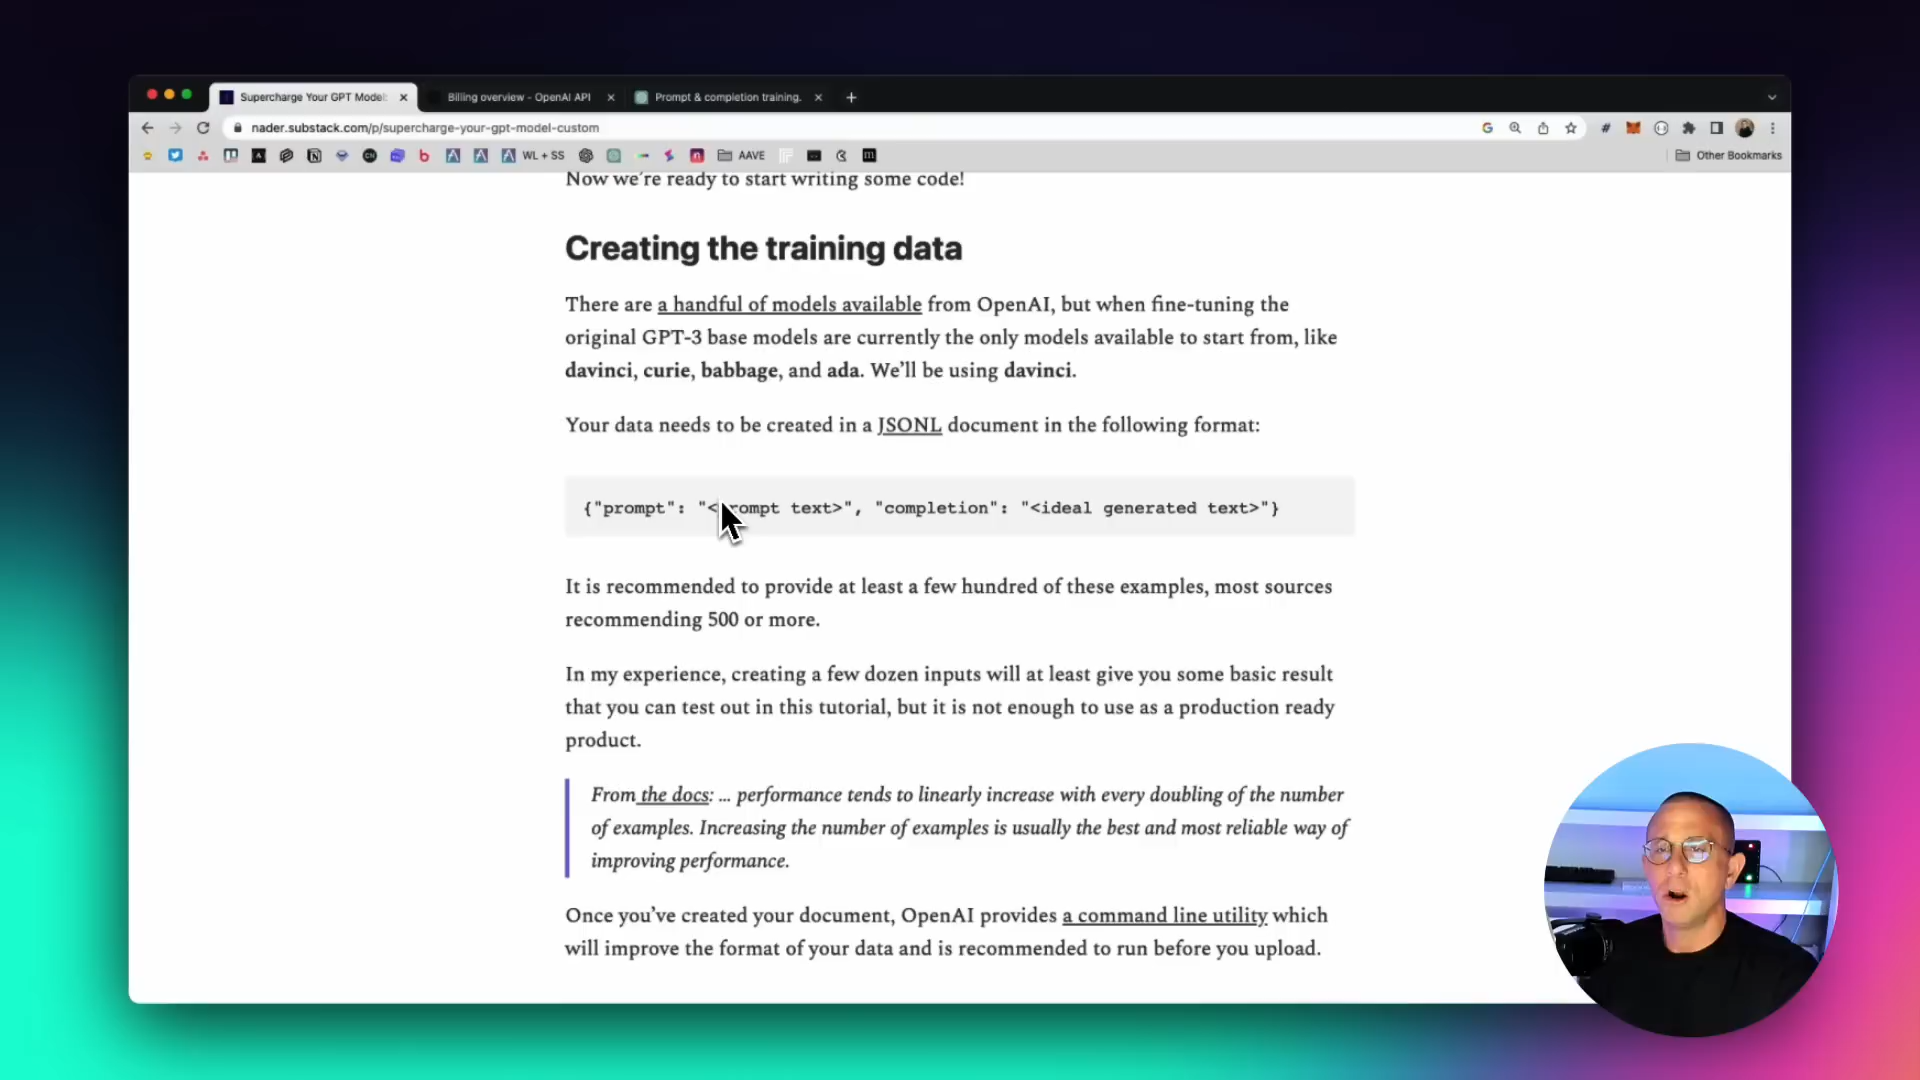 Supercharge Your GPT Model:
Billing overview - OpenAI API
Prompt & completion training.
nader.substack.com/p/supercharge-your-gpt-model-custom
WL + SS
AAVE
Other Bookmarks
Now we're ready to start writing some code!
Creating the training data
There are a handful of models available from OpenAI, but when fine-tuning the
original GPT-3 base models are currently the only models available to start from, like
davinci, curie, babbage, and ada. We'll be using davinci.
Your data needs to be created in a JSONL document in the following format:
{"prompt": "<prompt text>", "completion": "<ideal generated text>"}
It is recommended to provide at least a few hundred of these examples, most sources
recommending 500 or more.
In my experience, creating a few dozen inputs will at least give you some basic result
that you can test out in this tutorial, but it is not enough to use as a production ready
product.
From the docs: ... performance tends to linearly increase with every doubling of the number
of examples. Increasing the number of examples is usually the best and most reliable way of
improving performance.
Once you've created your document, OpenAI provides a command line utility which
will improve the format of your data and is recommended to run before you upload.